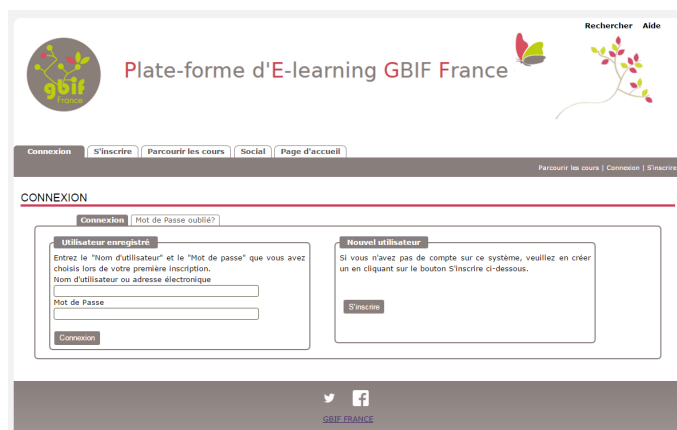 Rechercher Aide
gbif
France
Plate-forme d'E-learning GBIF France
Connexion S'inscrire Parcourir les cours Social Page d'accueil
Parcourir les cours | Connexion | S'inscrire
CONNEXION
Connexion Mot de Passe oublié?
Utilisateur enregistré
Entrez le "Nom d'utilisateur" et le "Mot de passe" que vous avez
choisis lors de votre première inscription.
Nom d'utilisateur ou adresse électronique
Mot de Passe
Connexion
Nouvel utilisateur
Si vous n'avez pas de compte sur ce système, veuillez en créer
un en cliquant sur le bouton S'inscrire ci-dessous.
S'inscrire
GBIF FRANCE